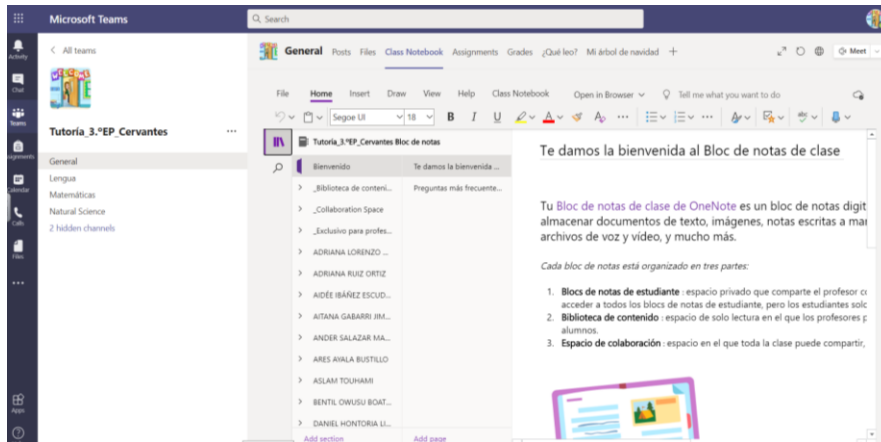 Microsoft Teams
Search
Activity
Chat
Teams
Assignments
Calendar
Calls
Files
Apps
All teams
Tutoría_3.ºEP_Cervantes
General
Lengua
Matemáticas
Natural Science
2 hidden channels
General Posts Files Class Notebook Assignments Grades ¿Qué leo? Mi árbol de navidad
Meet
File Home Insert Draw View Help Class Notebook Open in Browser Tell me what you want to do
Segoe UI 18 B I U
Tutoría_3.ºEP_Cervantes Bloc de notas
Bienvenido
_Biblioteca de conteni...
_Collaboration Space
_Exclusivo para profes...
ADRIANA LORENZO ...
ADRIANA RUIZ ORTIZ
AIDÉE IBÁÑEZ ESCUD...
AITANA GABARRI JIM...
ANDER SALAZAR MA...
ARES AYALA BUSTILLO
ASLAM TOUHAMI
BENTIL OWUSU BOAT...
DANIEL HONTORIA LI...
Add section
Te damos la bienvenida ...
Preguntas más frecuente...
Add page
Te damos la bienvenida al Bloc de notas de clase
Tu Bloc de notas de clase de OneNote es un bloc de notas digit
almacenar documentos de texto, imágenes, notas escritas a mar
archivos de voz y vídeo, y mucho más.
Cada bloc de notas está organizado en tres partes:
1. Blocs de notas de estudiante : espacio privado que comparte el profesor co
acceder a todos los blocs de notas de estudiante, pero los estudiantes solo
2. Biblioteca de contenido : espacio de solo lectura en el que los profesores p
alumnos.
3. Espacio de colaboración : espacio en el que toda la clase puede compartir,